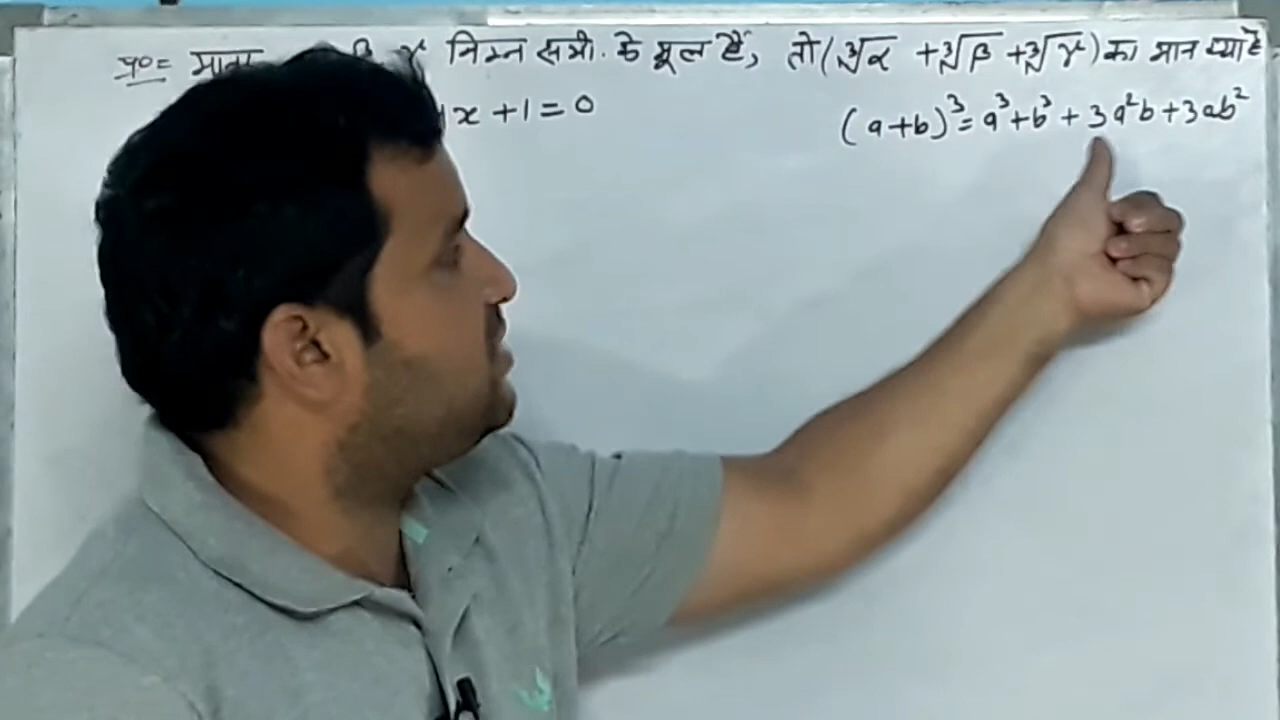 प्र०= माना β γ निम्न समी. के मूल हैं, तो (∛α + ∛β + ∛γ) का मान क्या है
x + 1 = 0
(a+b)³ = a³ + b³ + 3a²b + 3ab²